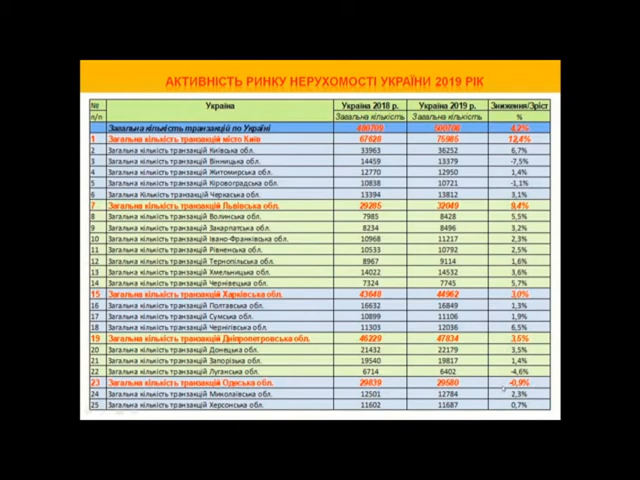 АКТИВНІСТЬ РИНКУ НЕРУХОМОСТІ УКРАЇНИ 2019 РІК
№ Україна Україна 2018 р. Україна 2019 р. Зниження/Зріст
п/п Загальна кількість Загальна кількість %
Загальна кількість транзакцій по Україні 4,2%
1 Загальна кількість транзакцій місто Київ 67628 75985 12,4%
2 Загальна кількість транзакцій Київська обл. 33963 36252 6,7%
3 Загальна кількість транзакцій Вінницька обл. 14459 13379 -7,5%
4 Загальна кількість транзакцій Житомирська обл. 12770 12950 1,4%
5 Загальна кількість транзакцій Кіровоградська обл. 10838 10721 -1,1%
6 Загальна Кількість транзакцій Черкаська обл. 13394 13812 3,1%
7 Загальна кількість транзакцій Львівська обл. 29285 32049 9,4%
8 Загальна кількість транзакцій Волинська обл. 7985 8428 5,5%
9 Загальна кількість транзакцій Закарпатська обл. 8234 8496 3,2%
10 Загальна кількість транзакцій Івано-Франківська обл. 10968 11217 2,3%
11 Загальна кількість транзакцій Рівненська обл. 10533 10792 2,5%
12 Загальна кількість транзакцій Тернопільська обл. 8967 9114 1,6%
13 Загальна кількість транзакцій Хмельницька обл. 14022 14532 3,6%
14 Загальна кількість транзакцій Чернівецька обл. 7324 7745 5,7%
15 Загальна кількість транзакцій Харківська обл. 43648 44962 3,0%
16 Загальна кількість транзакцій Полтавська обл. 16632 16849 1,3%
17 Загальна кількість транзакцій Сумська обл. 10899 11106 1,9%
18 Загальна кількість транзакцій Чернігівська обл. 11303 12036 6,5%
19 Загальна кількість транзакцій Дніпропетровська обл. 46229 47834 3,5%
20 Загальна кількість транзакцій Донецька обл. 21432 22179 3,5%
21 Загальна кількість транзакцій Запорізька обл. 19540 19817 1,4%
22 Загальна кількість транзакцій Луганська обл. 6714 6402 -4,6%
23 Загальна кількість транзакцій Одеська обл. 29839 29580 -0,9%
24 Загальна кількість транзакцій Миколаївська обл. 12501 12784 2,3%
25 Загальна кількість транзакцій Херсонська обл. 11602 11687 0,7%